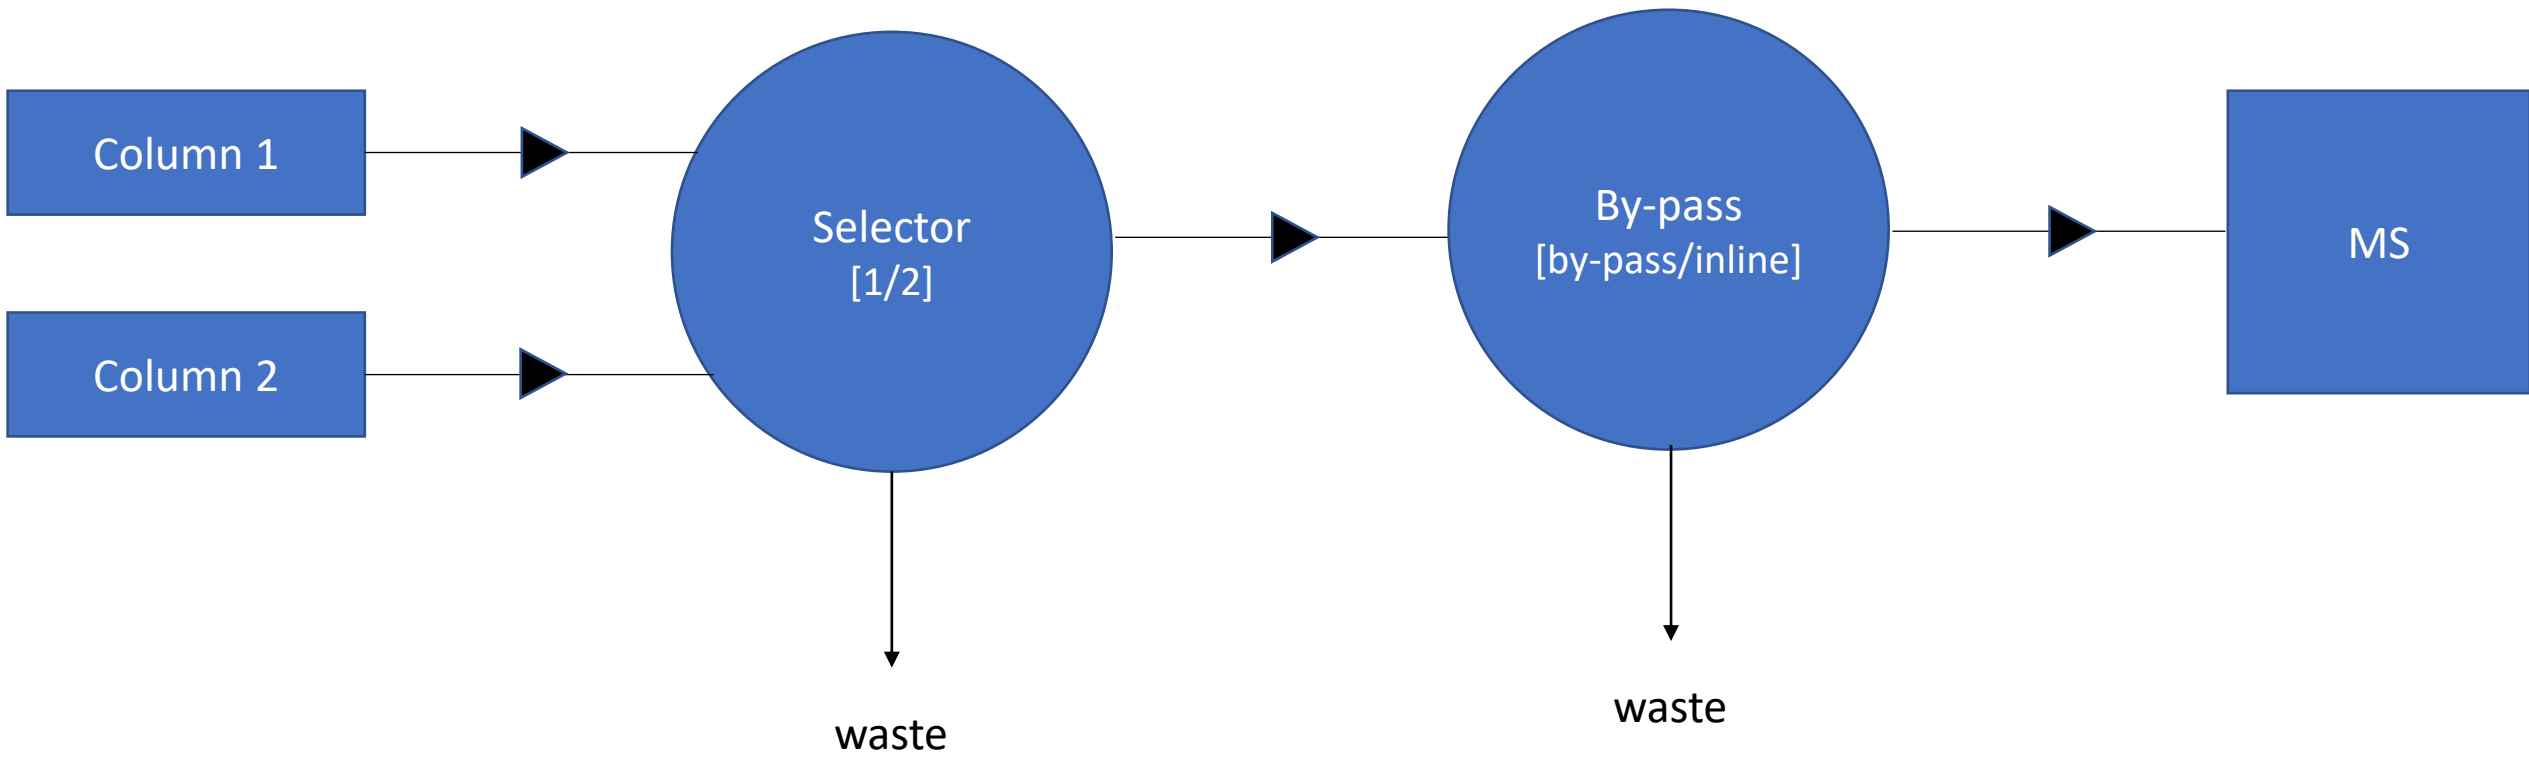 Column 1
Column 2
Selector
[1/2]
waste
By-pass
[by-pass/inline]
waste
MS